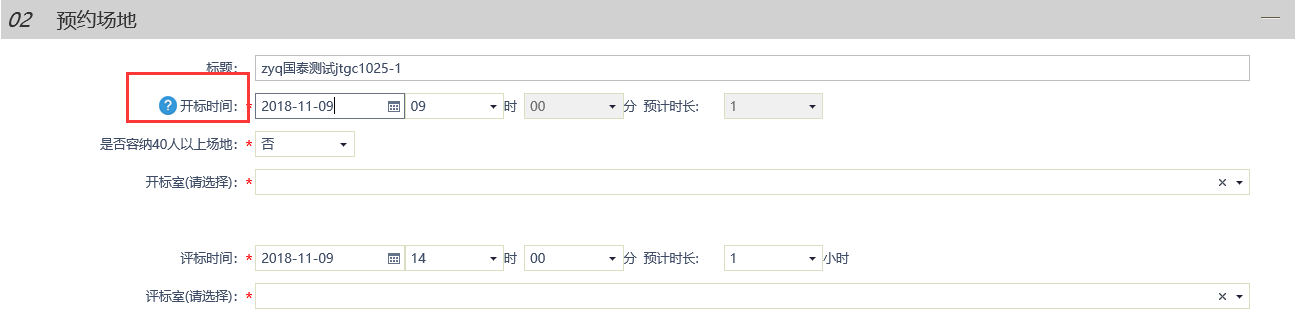 02 预约场地
标题： zyq国泰测试jtgc1025-1
? 开标时间： * 2018-11-09 09 时 00 分 预计时长： 1
是否容纳40人以上场地： * 否
开标室(请选择)： *
评标时间： * 2018-11-09 14 时 00 分 预计时长： 1 小时
评标室(请选择)： *